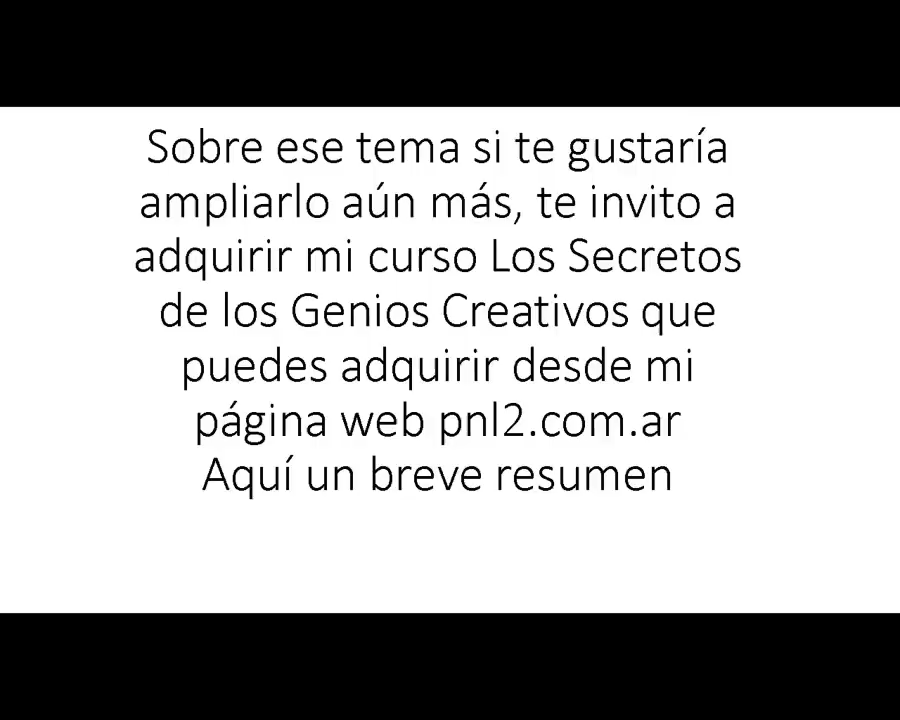 Sobre ese tema si te gustaría
ampliarlo aún más, te invito a
adquirir mi curso Los Secretos
de los Genios Creativos que
puedes adquirir desde mi
página web pnl2.com.ar
Aquí un breve resumen